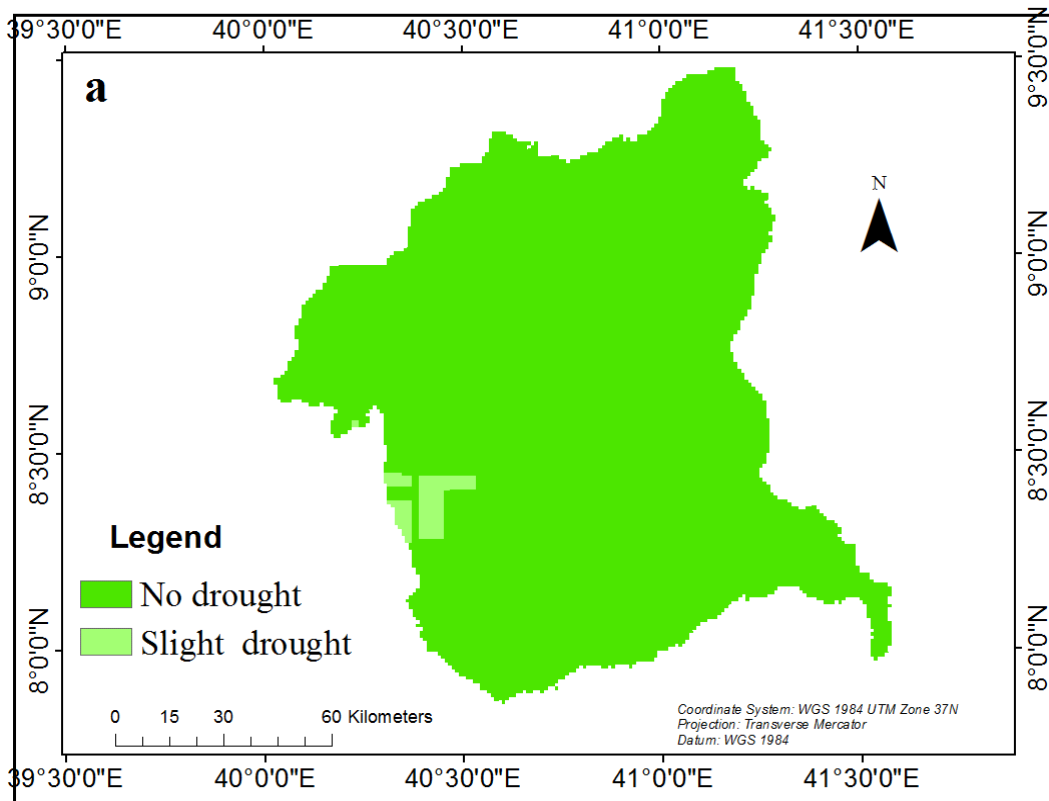 39°30'0"E 40°0'0"E 40°30'0"E 41°0'0"E 41°30'0"E
a
N
9°30'0"N
9°0'0"N
9°0'0"N
8°30'0"N
8°30'0"N
8°0'0"N
8°0'0"N
Legend
No drought
Slight drought
0 15 30 60 Kilometers
Coordinate System: WGS 1984 UTM Zone 37N
Projection: Transverse Mercator
Datum: WGS 1984
39°30'0"E 40°0'0"E 40°30'0"E 41°0'0"E 41°30'0"E